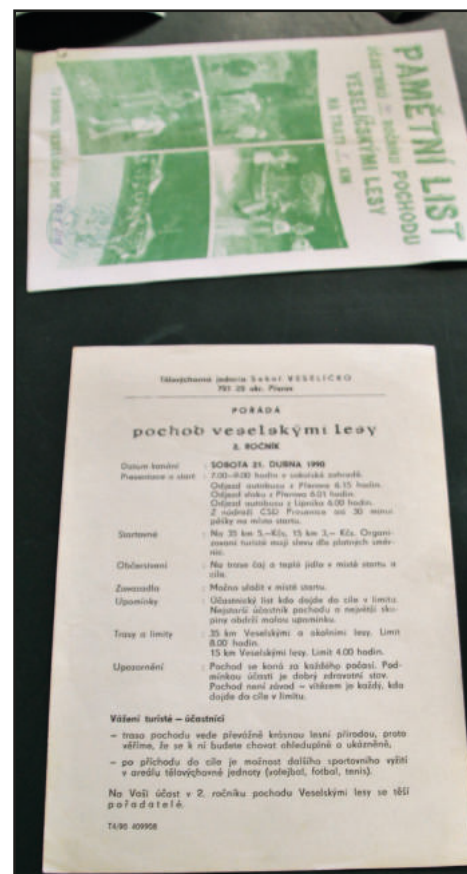 PAMĚTNÍ LIST
POCHODU
VESELÍČSKÝMI LESY
NA TRATI KM
Tělovýchovná jednota Sokol VESELÍČKO
751 25 okr. Přerov
POŘÁDÁ
pochod veselskými lesy
2. ROČNÍK
Datum konání : SOBOTA 21. DUBNA 1990
Presentace a start : 7.00–9.00 hodin v sokolské zahradě.
Odjezd autobusu z Přerova 6.15 hodin.
Odjezd vlaku z Přerova 6.01 hodin.
Odjezd autobusu z Lipníka 6.00 hodin.
Z nádraží ČSD Prosenice asi 30 minut
pěšky na místo startu.
Startovné : Na 35 km 5,–Kčs, 15 km 3,– Kčs. Organi-
zovaní turisté mají slevu dle platných směr-
nic.
Občerstvení : Na trase čaj a teplé jídlo v místě startu a
cíle.
Zavazadla : Možno uložit v místě startu.
Upomínky : Účastnický list kdo dojde do cíle v limitu.
Nejstarší účastník pochodu a největší sku-
piny obdrží malou upomínku.
Trasy a limity : 35 km Veselskými a okolními lesy. Limit
8.00 hodin.
15 km Veselskými lesy. Limit 4.00 hodin.
Upozornění : Pochod se koná za každého počasí. Pod-
mínkou účasti je dobrý zdravotní stav.
Pochod není závod – vítězem je každý, kdo
dojde do cíle v limitu.
Vážení turisté – účastníci
– trasa pochodu vede převážně krásnou lesní přírodou, proto
věříme, že se k ní budete chovat ohleduplně a ukázněně,
– po příchodu do cíle je možnost dalšího sportovního vyžití
v areálu tělovýchovné jednoty (volejbal, fotbal, tenis).
Na Vaši účast v 2. ročníku pochodu Veselskými lesy se těší
pořadatelé.
T4/90 409908